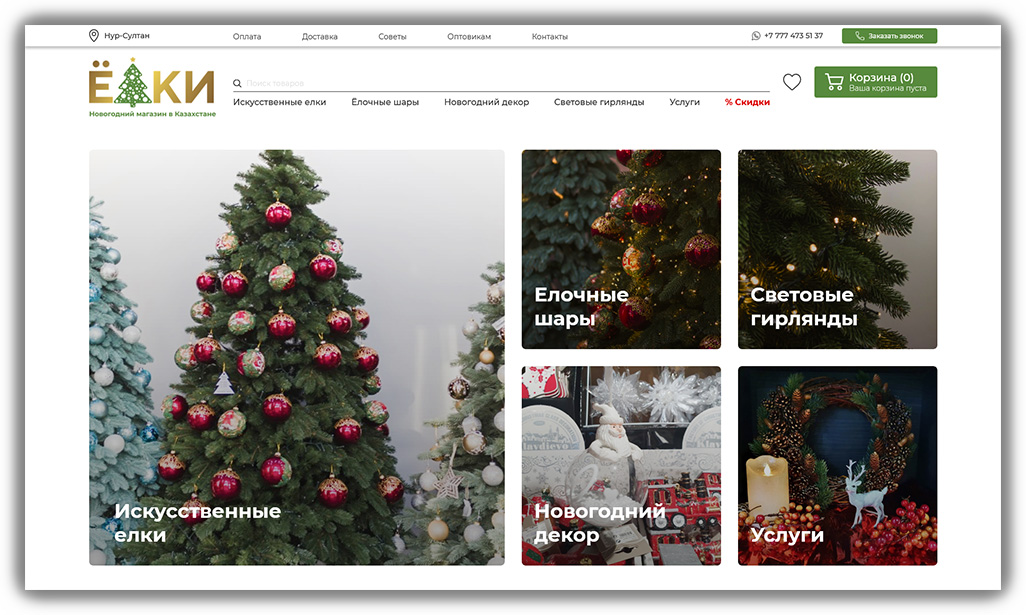 Нур-Султан
Оплата
Доставка
Советы
Оптовикам
Контакты
+7 777 473 51 37
Заказать звонок
ЁЛКИ
Новогодний магазин в Казахстане
Поиск товаров
Корзина (0)
Ваша корзина пуста
Искусственные елки
Ёлочные шары
Новогодний декор
Световые гирлянды
Услуги
% Скидки
Искусственные
елки
Елочные
шары
Световые
гирлянды
Новогодний
декор
Услуги